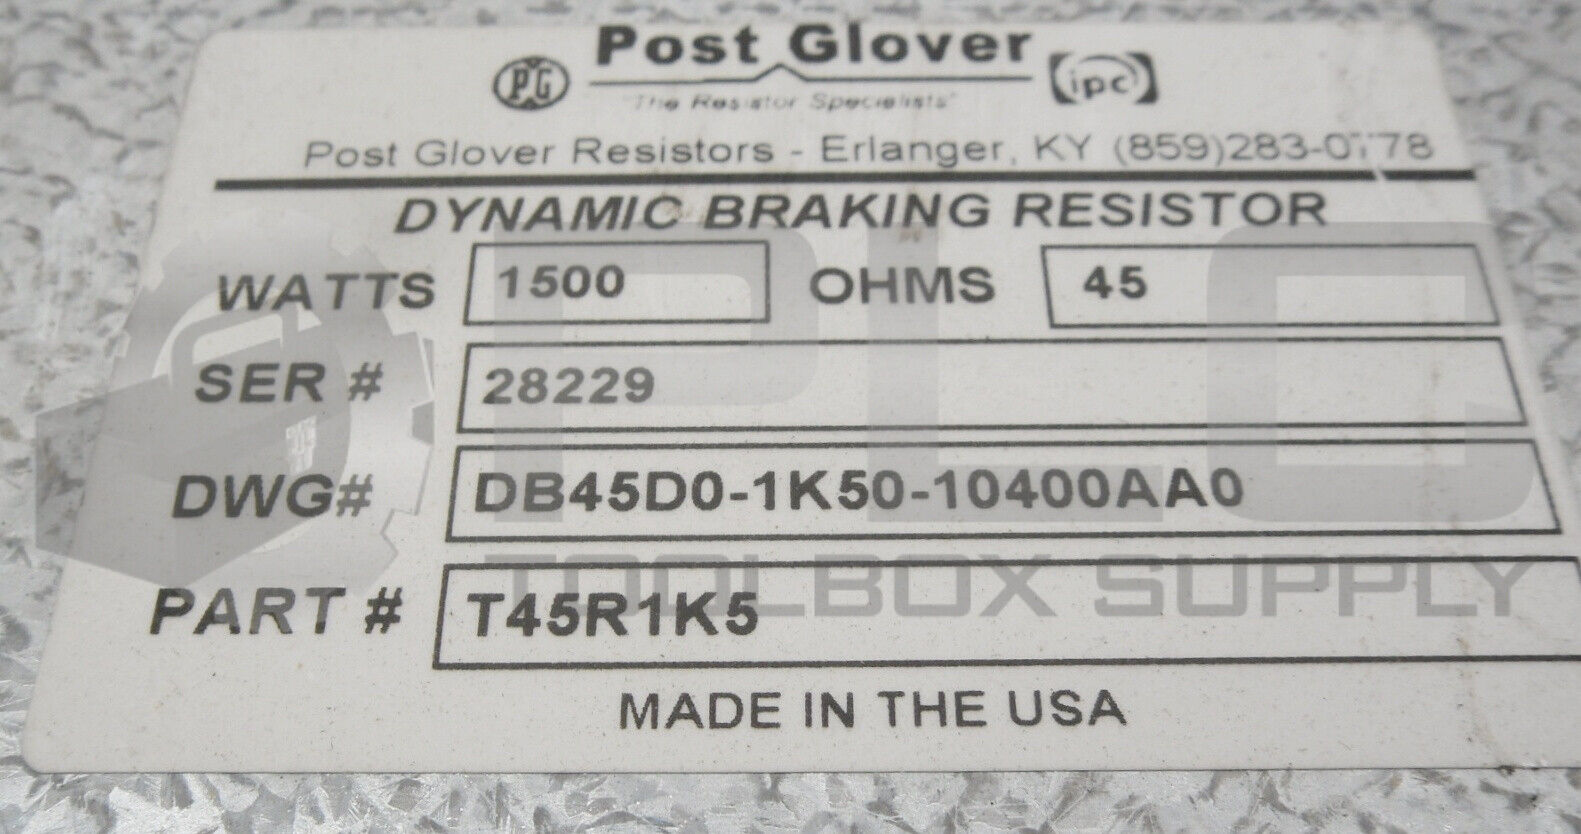 Post Glover
PG
ipc
"The Resistor Specialists"
Post Glover Resistors - Erlanger, KY (859)283-0778
DYNAMIC BRAKING RESISTOR
WATTS 1500 OHMS 45
SER # 28229
DWG# DB45D0-1K50-10400AA0
PART # T45R1K5
MADE IN THE USA
PLC
TOOLBOX SUPPLY